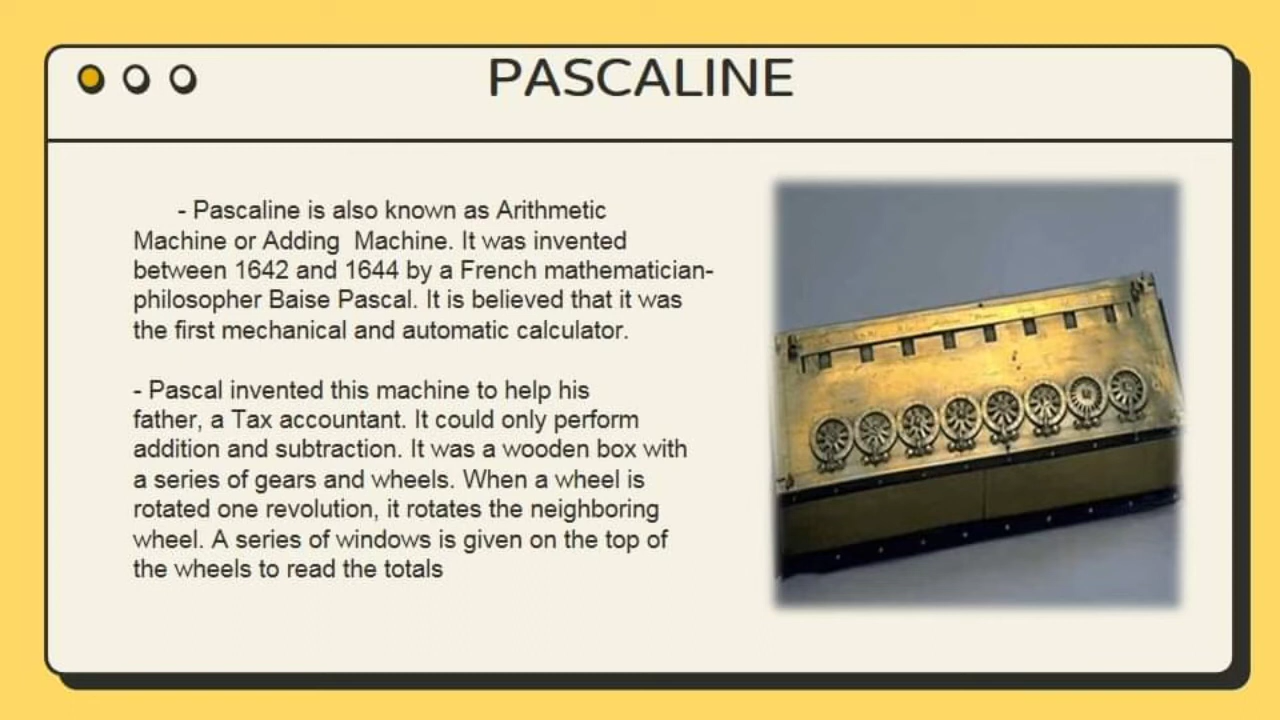 PASCALINE
- Pascaline is also known as Arithmetic
Machine or Adding  Machine. It was invented
between 1642 and 1644 by a French mathematician-
philosopher Baise Pascal. It is believed that it was
the first mechanical and automatic calculator.
- Pascal invented this machine to help his
father, a Tax accountant. It could only perform
addition and subtraction. It was a wooden box with
a series of gears and wheels. When a wheel is
rotated one revolution, it rotates the neighboring
wheel. A series of windows is given on the top of
the wheels to read the totals